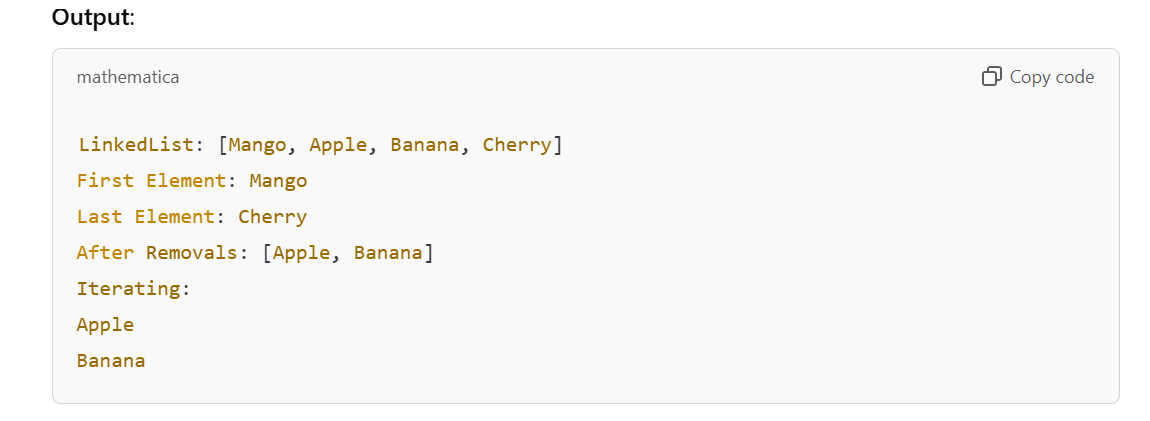 Output:
mathematica
Copy code
LinkedList: [Mango, Apple, Banana, Cherry]
First Element: Mango
Last Element: Cherry
After Removals: [Apple, Banana]
Iterating:
Apple
Banana